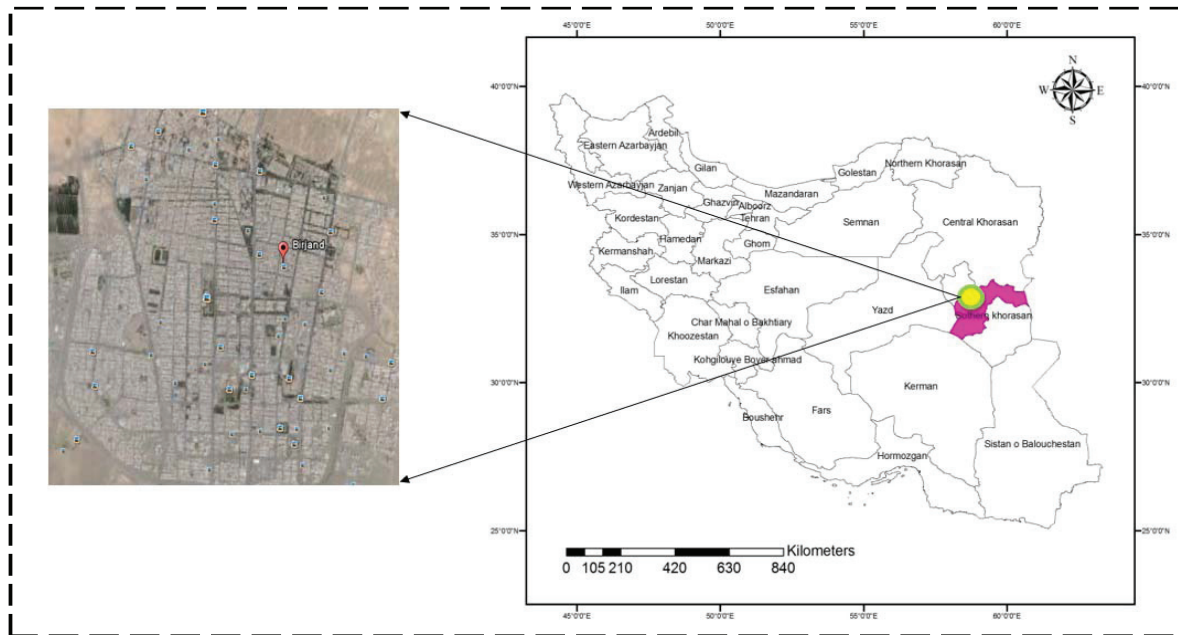 Birjand
45°0'0"E
50°0'0"E
55°0'0"E
60°0'0"E
N
W
E
S
40°0'0"N
40°0'0"N
Ardebil
Eastern Azarbayjan
Gilan
Northern Khorasan
Golestan
Western Azarbayjan
Zanjan
Mazandaran
Ghazvin
Alboorz
Tehran
Kordestan
Semnan
Central Khorasan
35°0'0"N
35°0'0"N
Hamedan
Ghom
Kermanshah
Markazi
Lorestan
Ilam
Esfahan
Yazd
khorasan
Char Mahal o Bakhtiary
Khoozestan
Kohgilouye Boyer ahmad
30°0'0"N
30°0'0"N
Kerman
Fars
Boushehr
Sistan o Balouchestan
Hormozgan
25°0'0"N
25°0'0"N
Kilometers
0 105 210 420 630 840
45°0'0"E
50°0'0"E
55°0'0"E
60°0'0"E